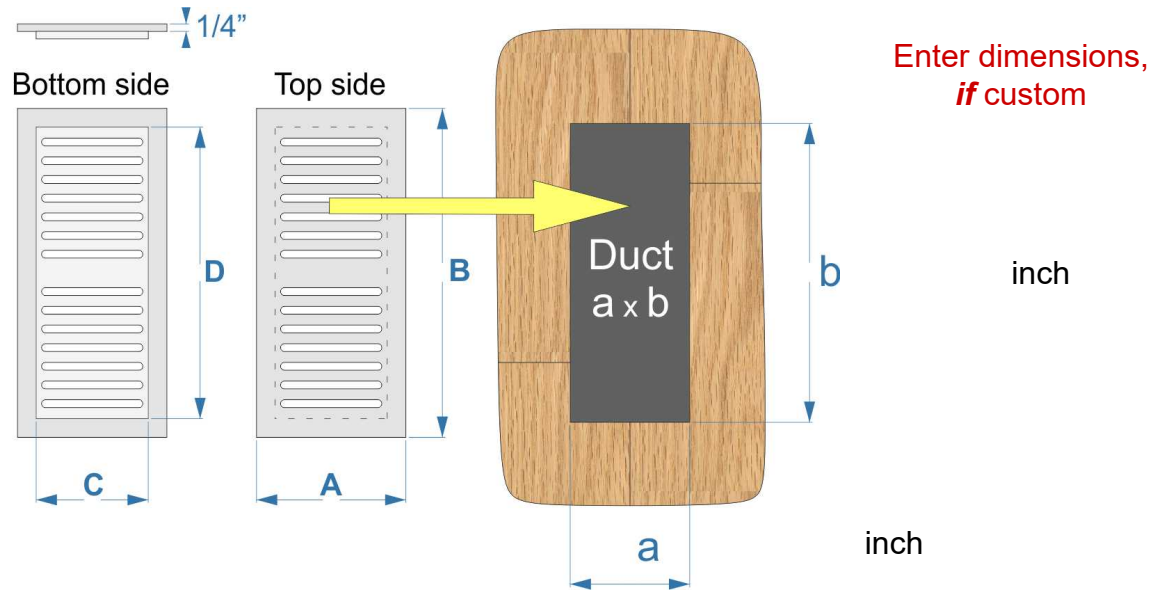 1/4”
Bottom side
Top side
Enter dimensions,
if custom
D
B
Duct
a x b
b
inch
C
A
a
inch